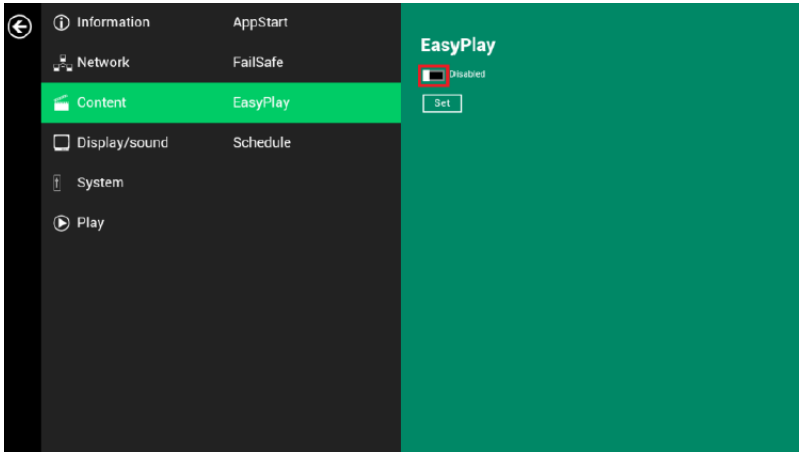 Information
Network
Content
Display/sound
System
Play
AppStart
FailSafe
EasyPlay
Schedule
EasyPlay
Disabled
Set